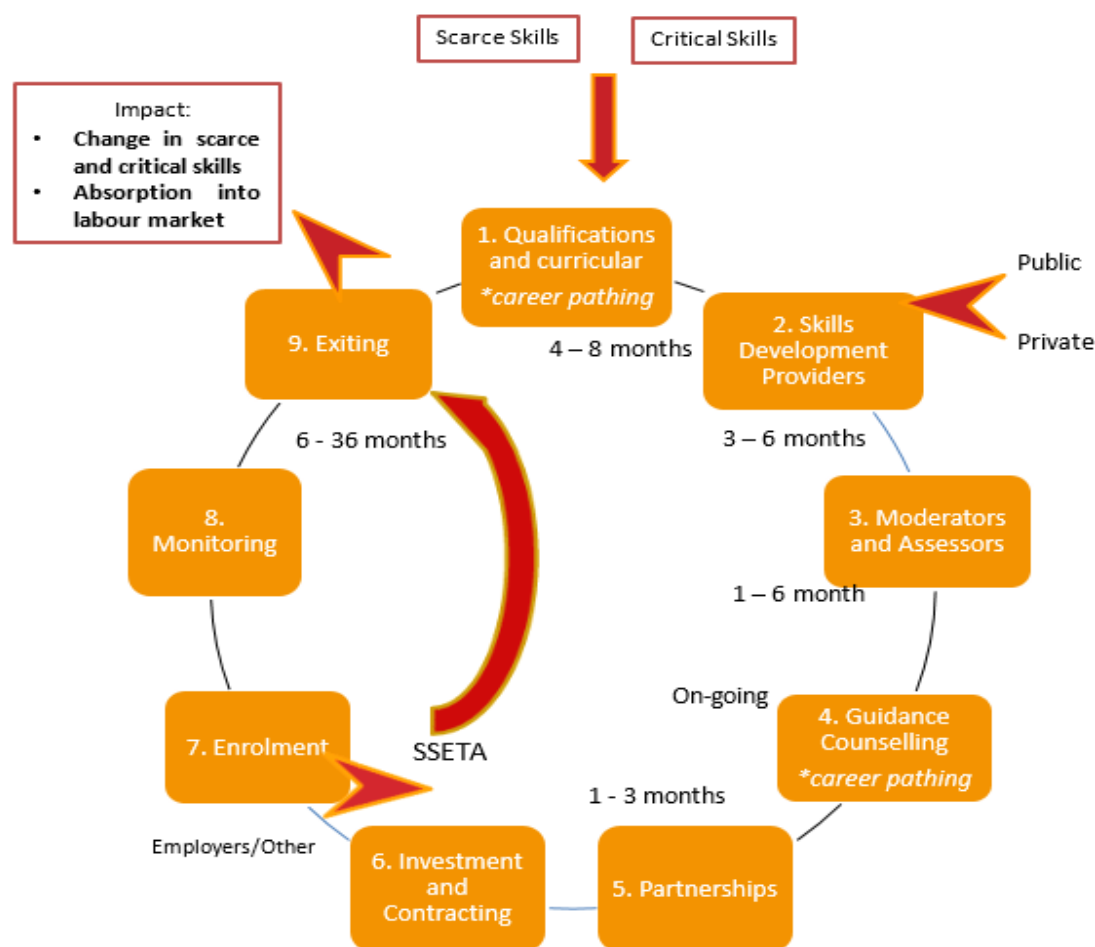 Scarce Skills
Critical Skills
Impact:
• Change in scarce
and critical skills
• Absorption into
labour market
1. Qualifications
and curricular
*career pathing
4 – 8 months
Public
Private
2. Skills
Development
Providers
3 – 6 months
3. Moderators
and Assessors
1 – 6 month
On-going
4. Guidance
Counselling
*career pathing
1 - 3 months
5. Partnerships
6. Investment
and
Contracting
Employers/Other
7. Enrolment
SSETA
8.
Monitoring
6 - 36 months
9. Exiting